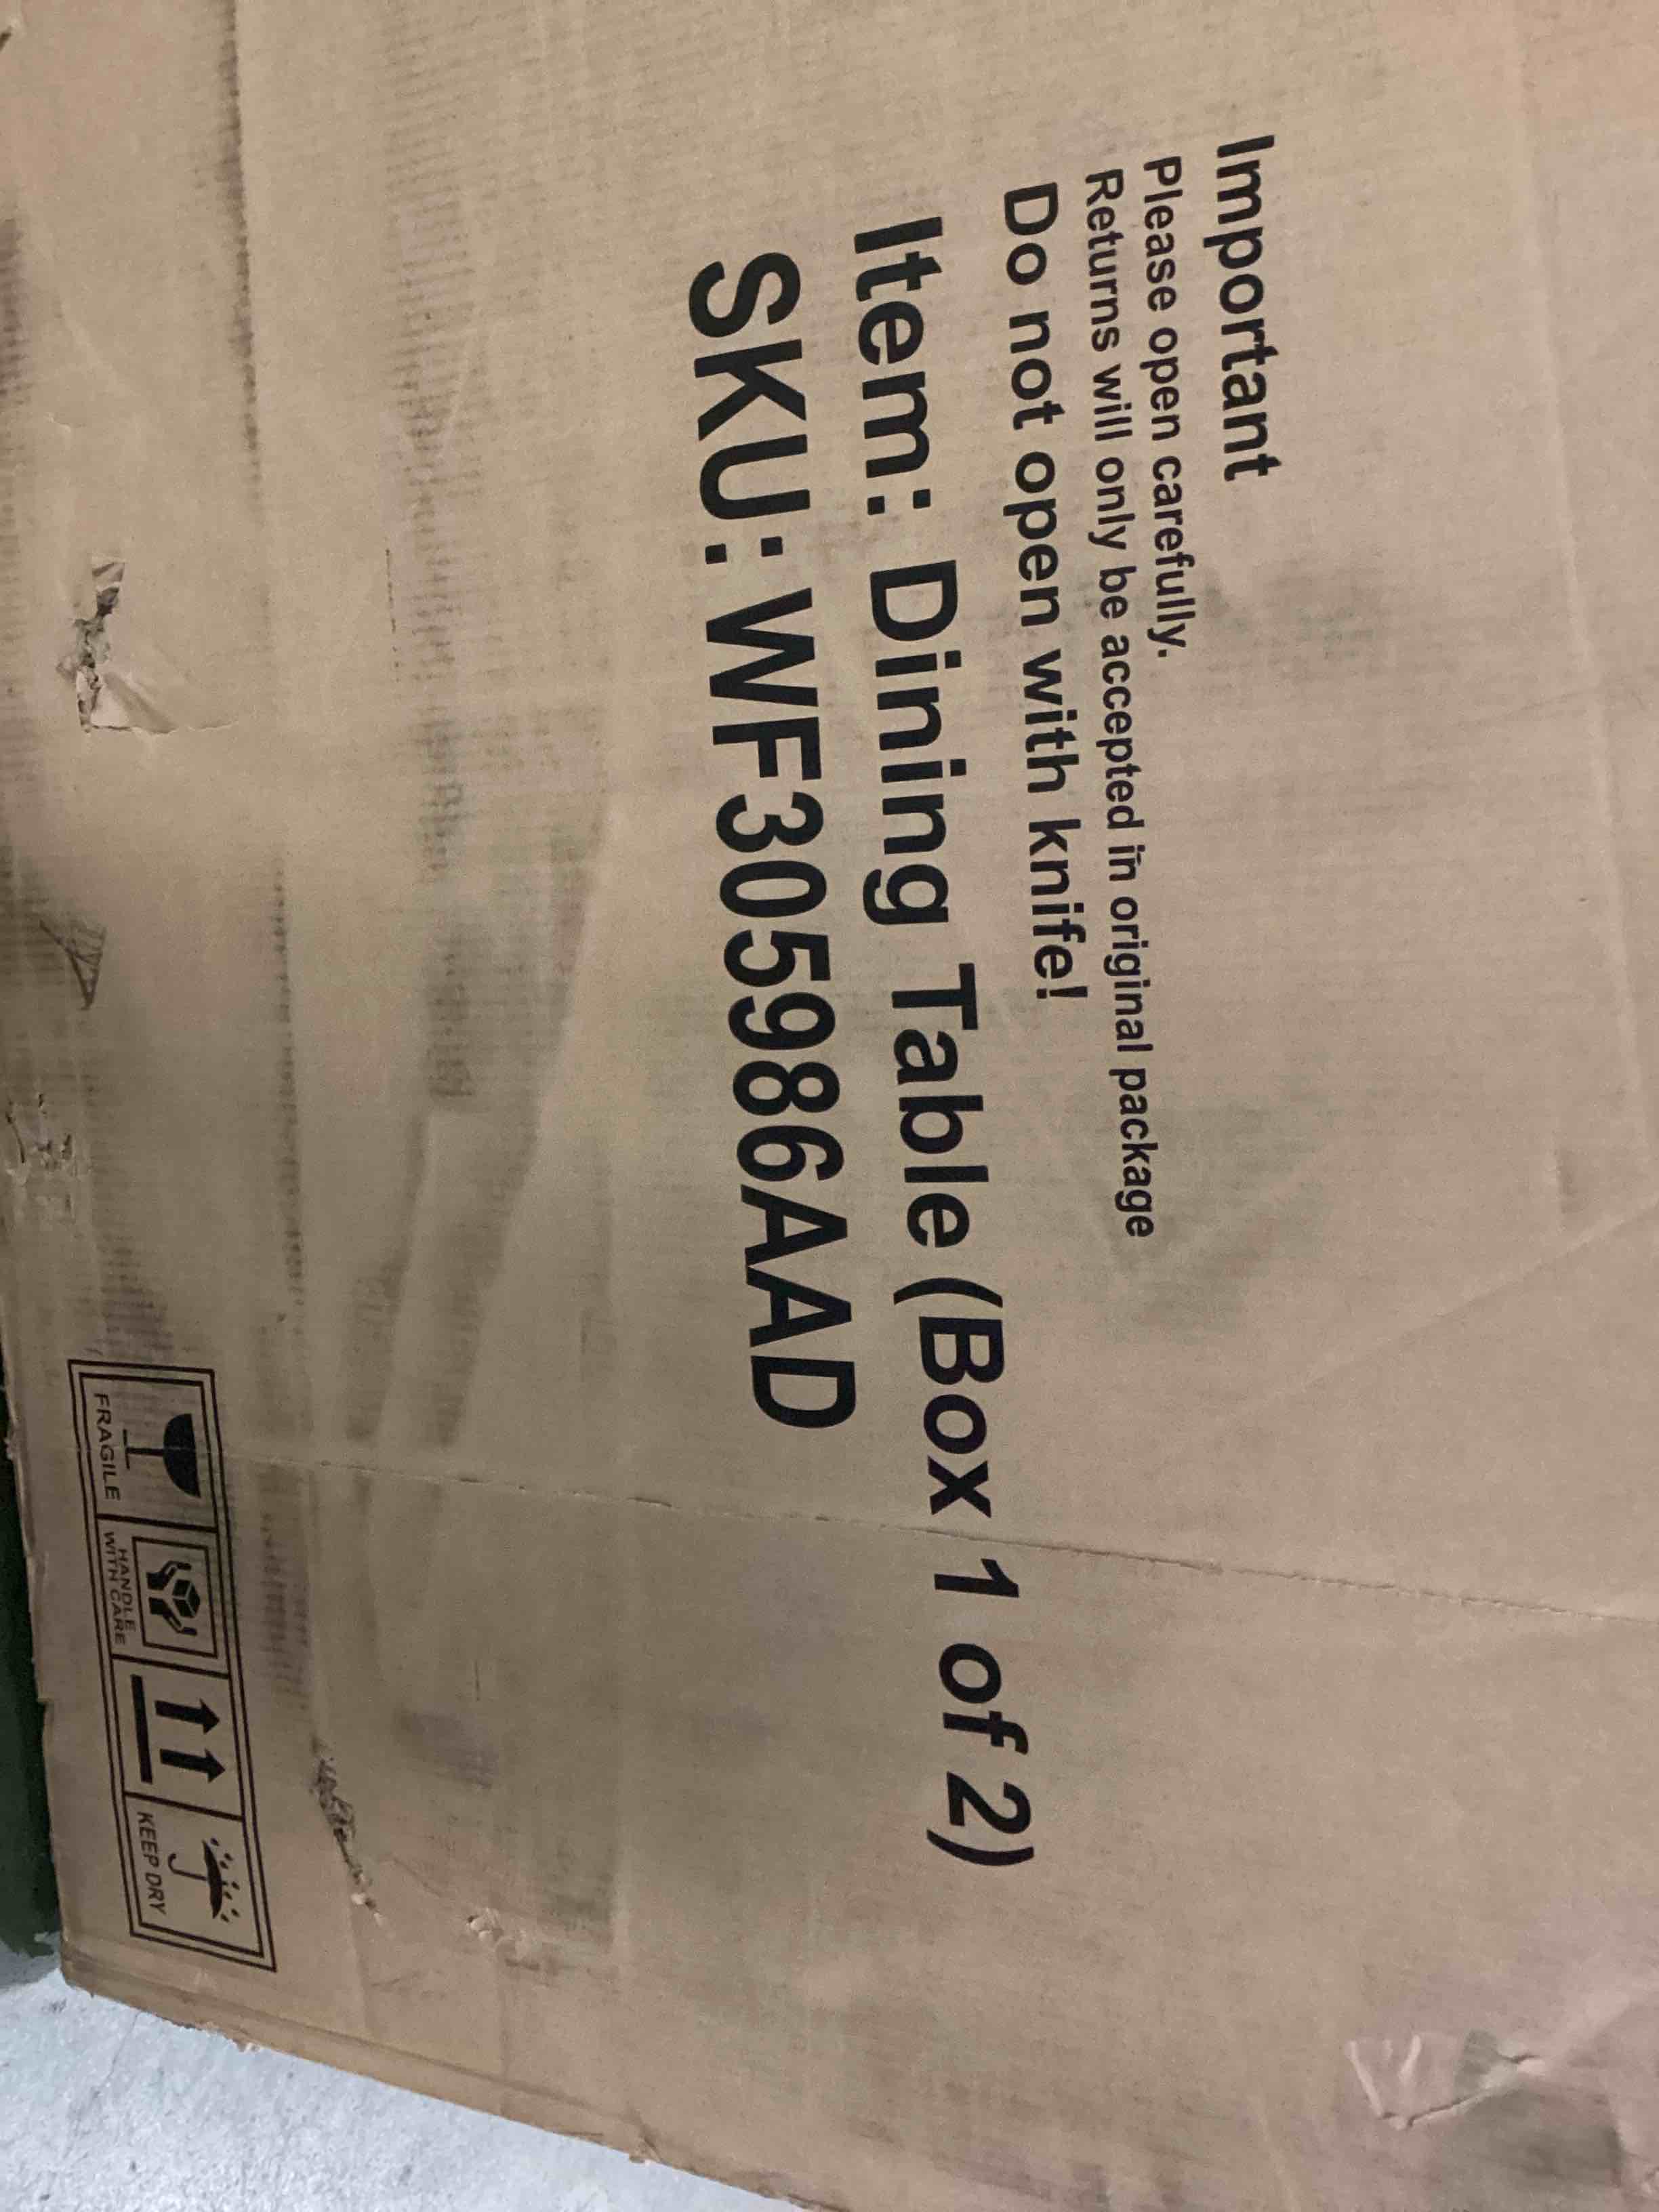 Important
Please open carefully.
Returns will only be accepted in original package
Do not open with knife!
Item: Dining Table (Box 1 of 2)
SKU: WF305986AAD
FRAGILE
HANDLE
WITH CARE
KEEP DRY